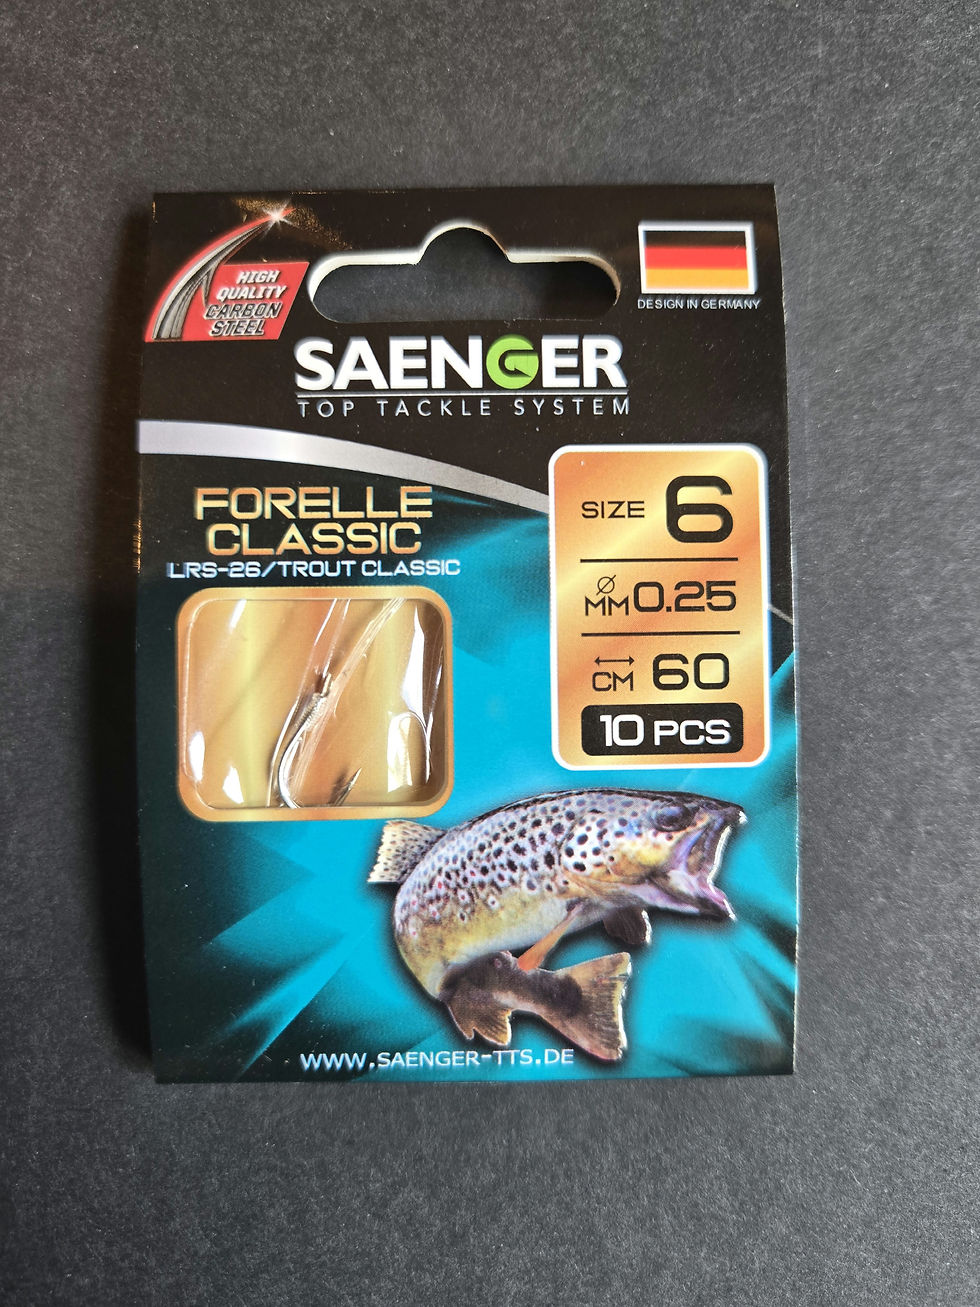 HIGH
QUALITY
CARBON
STEEL
DESIGN IN GERMANY
SAENGER
TOP TACKLE SYSTEM
FORELLE
CLASSIC
LRS-26/TROUT CLASSIC
SIZE 6
Ø MM 0.25
↔ CM 60
10 PCS
WWW.SAENGER-TTS.DE